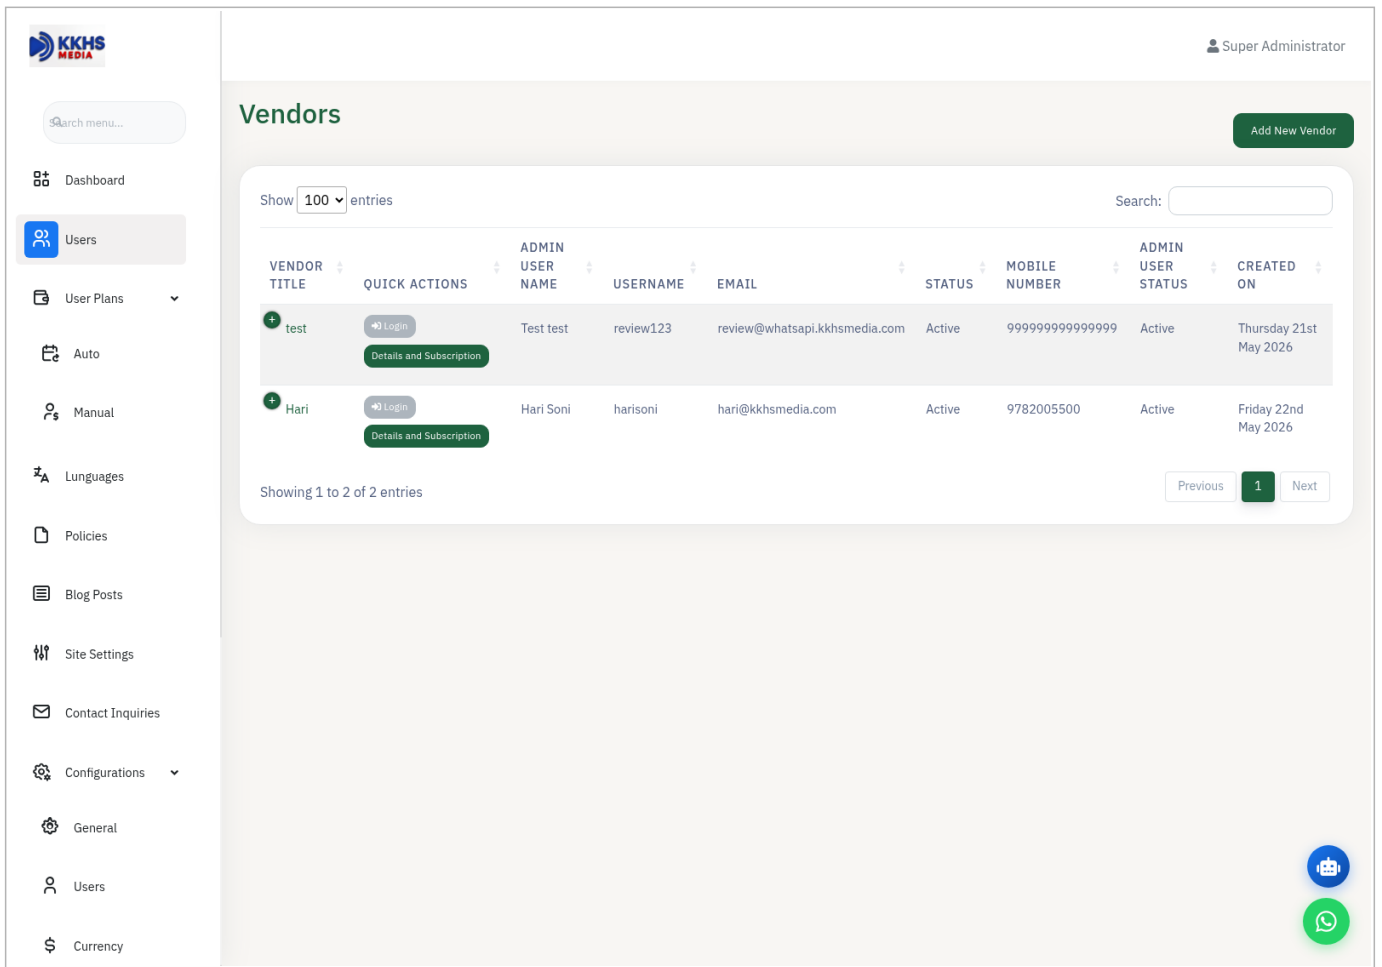 KKHS
MEDIA
Super Administrator
Search menu...
Dashboard
Users
User Plans
Auto
Manual
Lunguages
Policies
Blog Posts
Site Settings
Contact Inquiries
Configurations
General
Users
Currency
Vendors
Add New Vendor
Show 100 entries
Search:
VENDOR TITLE
QUICK ACTIONS
ADMIN USER NAME
USERNAME
EMAIL
STATUS
MOBILE NUMBER
ADMIN USER STATUS
CREATED ON
test
Login
Details and Subscription
Test test
review123
review@whatsapi.kkhsmedia.com
Active
999999999999999
Active
Thursday 21st
May 2026
Hari
Login
Details and Subscription
Hari Soni
harisoni
hari@kkhsmedia.com
Active
9782005500
Active
Friday 22nd
May 2026
Showing 1 to 2 of 2 entries
Previous
1
Next